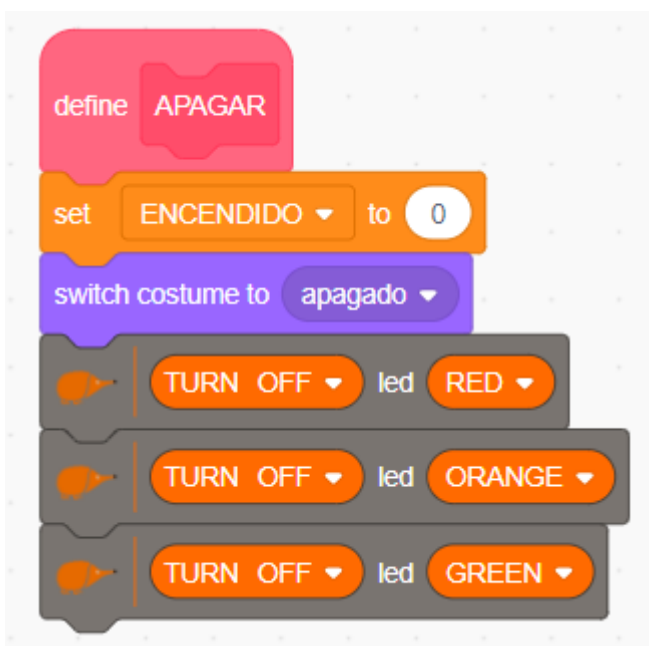 define APAGAR
set ENCENDIDO to 0
switch costume to apagado
TURN OFF led RED
TURN OFF led ORANGE
TURN OFF led GREEN